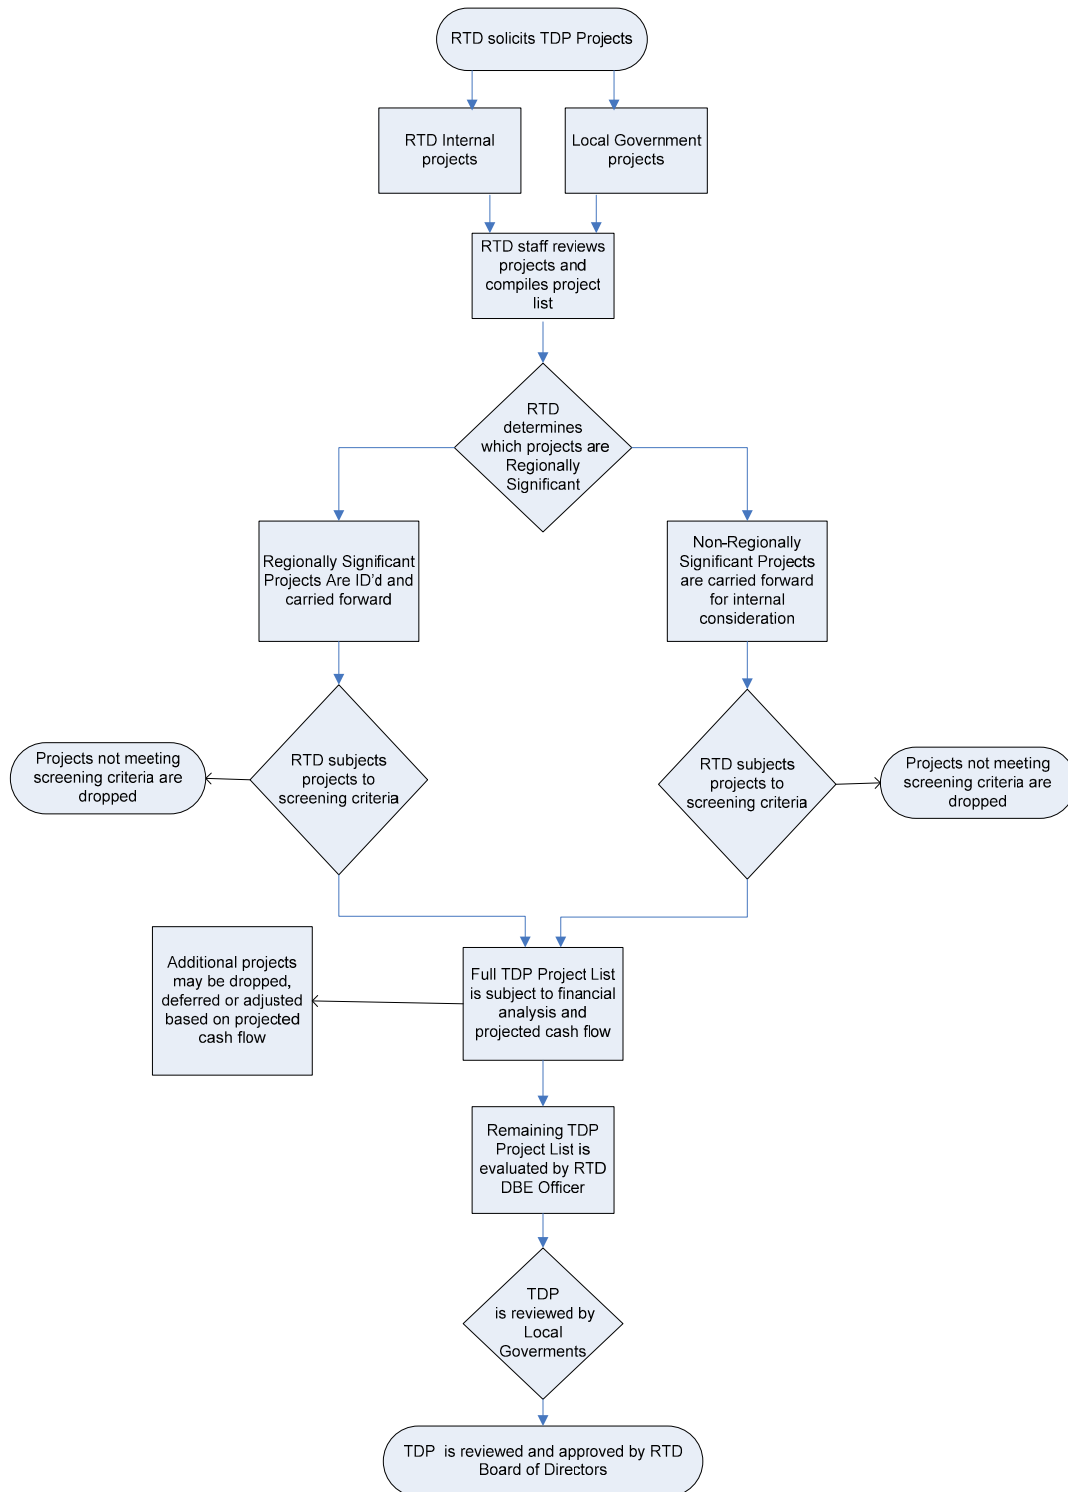 RTD solicits TDP Projects
RTD Internal
projects
Local Government
projects
RTD staff reviews
projects and
compiles project
list
RTD
determines
which projects are
Regionally
Significant
Regionally Significant
Projects Are ID'd and
carried forward
Non-Regionally
Significant Projects
are carried forward
for internal
consideration
Projects not meeting
screening criteria are
dropped
RTD subjects
projects to
screening criteria
RTD subjects
projects to
screening criteria
Projects not meeting
screening criteria are
dropped
Additional projects
may be dropped,
deferred or adjusted
based on projected
cash flow
Full TDP Project List
is subject to financial
analysis and
projected cash flow
Remaining TDP
Project List is
evaluated by RTD
DBE Officer
TDP
is reviewed by
Local
Goverments
TDP is reviewed and approved by RTD
Board of Directors